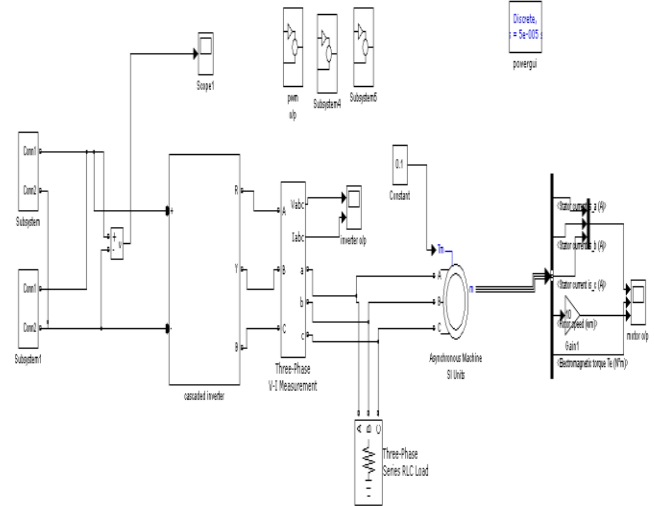 Discrete,
s = 5e-005 s
powergui
Scope1
pwm
o/p
Subsystem4
Subsystem5
Conn1
Conn2
Subsystem
+
-
v
0.1
Constant
+
R
A
Vabc
inverter o/p
Iabc
Tm
<Stator current is_a (A)>
<Stator current is_b (A)>
<Stator current is_c (A)>
Y
B
a
A
m
b
B
Conn1
Conn2
Subsystem1
-
B
C
c
C
<Rotor speed (wm)>
Gain1
motor o/p
<Electromagnetic torque Te (N*m)>
Three-Phase
V-I Measurement
Asynchronous Machine
SI Units
cascaded inverter
A
B
C
Three-Phase
Series RLC Load